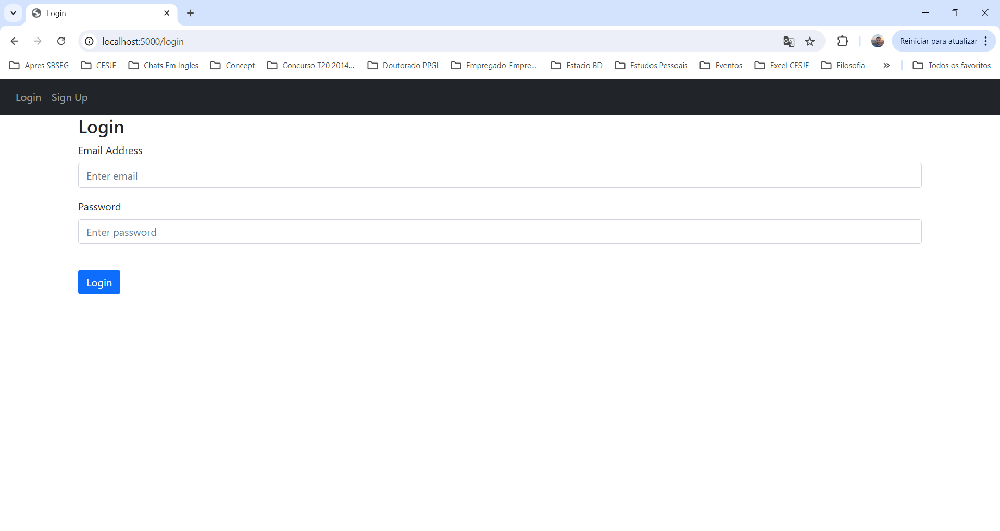 Login
localhost:5000/login
Reiniciar para atualizar
Apres SBSEG CESJF Chats Em Ingles Concept Concurso T20 2014... Doutorado PPGI Empregado-Empre... Estacio BD Estudos Pessoais Eventos Excel CESJF Filosofia Todos os favoritos
Login Sign Up
Login
Email Address
Enter email
Password
Enter password
Login